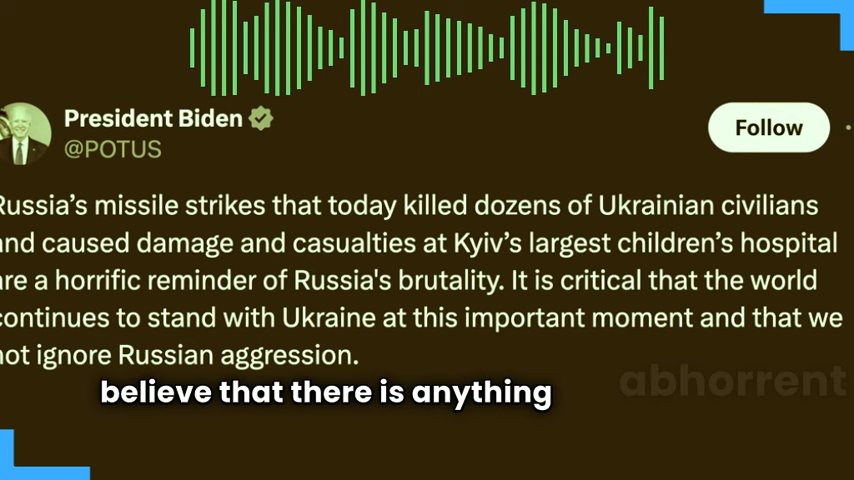 President Biden
@POTUS
Follow
Russia's missile strikes that today killed dozens of Ukrainian civilians
and caused damage and casualties at Kyiv's largest children's hospital
are a horrific reminder of Russia's brutality. It is critical that the world
continues to stand with Ukraine at this important moment and that we
not ignore Russian aggression.
believe that there is anything
abhorrent